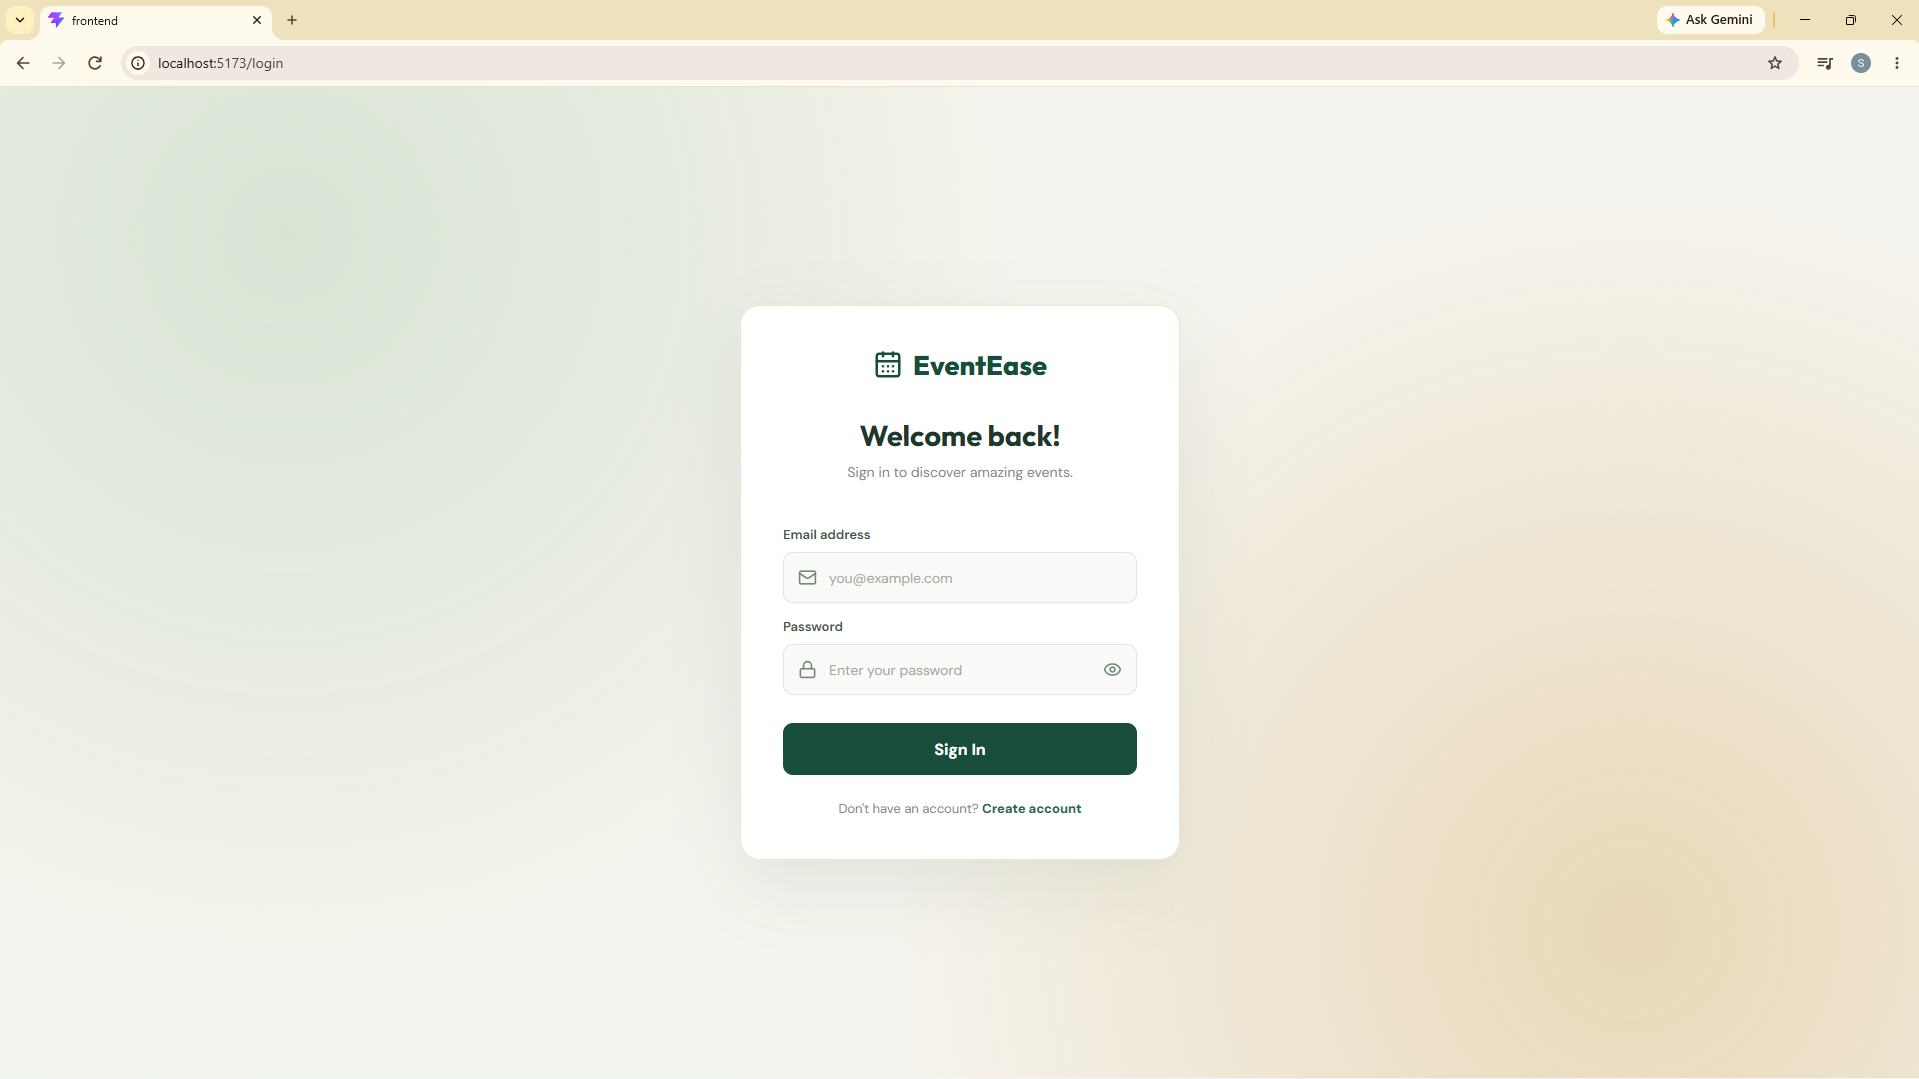 frontend
Ask Gemini
localhost:5173/login
S
EventEase
Welcome back!
Sign in to discover amazing events.
Email address
you@example.com
Password
Enter your password
Sign In
Don't have an account? Create account